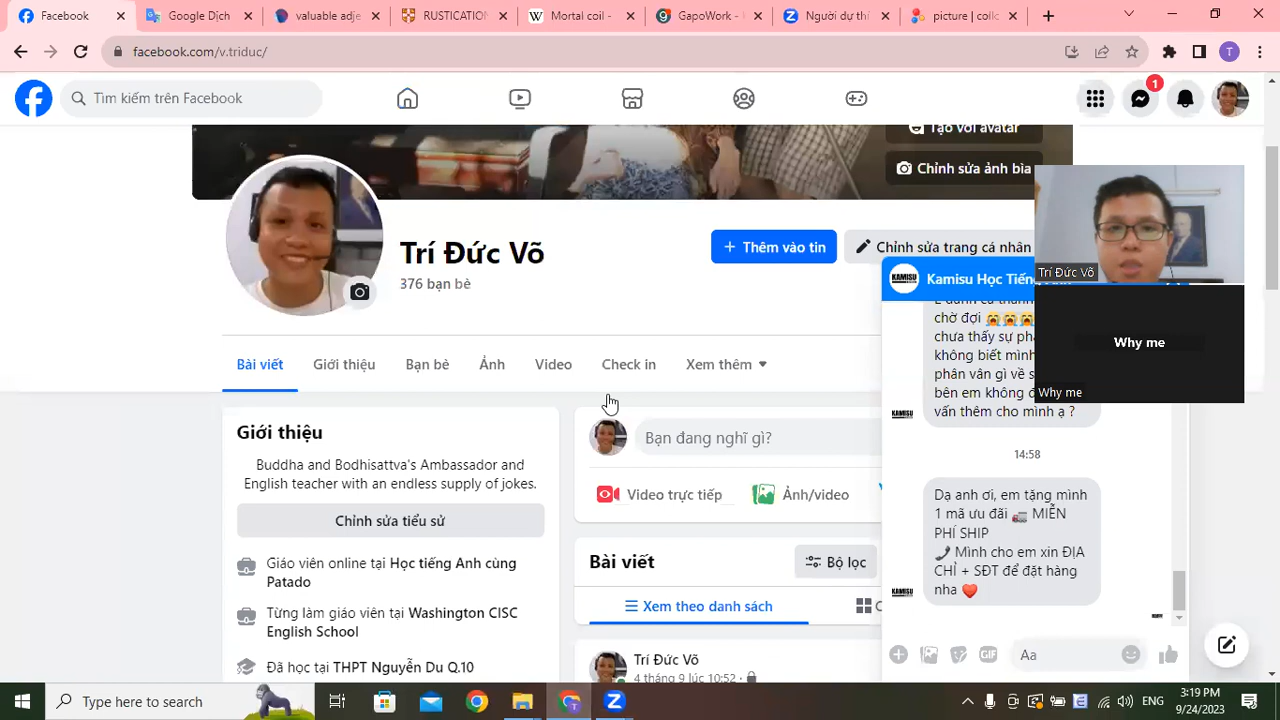 Facebook
Google Dịch
valuable adje
RUSTICATION
Mortal coil -
GapoWork -
Người dự thi
picture | coll
facebook.com/v.triduc/
T
Tìm kiếm trên Facebook
1
Tạo với avatar
Chỉnh sửa ảnh bìa
Trí Đức Võ
376 bạn bè
Thêm vào tin
Chỉnh sửa trang cá nhân
Bài viết
Giới thiệu
Bạn bè
Ảnh
Video
Check in
Xem thêm
Giới thiệu
Buddha and Bodhisattva's Ambassador and
English teacher with an endless supply of jokes.
Chỉnh sửa tiểu sử
Giáo viên online tại Học tiếng Anh cùng
Patado
Từng làm giáo viên tại Washington CISC
English School
Đã học tại THPT Nguyễn Du Q.10
Bạn đang nghĩ gì?
Video trực tiếp
Ảnh/video
Bài viết
Bộ lọc
Xem theo danh sách
Trí Đức Võ
4 tháng 9 lúc 10:52
KAMISU
Kamisu Học Tiếng
chờ đợi 😭😭😭
chưa thấy sự ph
không biết mình
phân vân gì về s
bên em không đ
vấn thêm cho mình ạ ?
KAMISU
14:58
Dạ anh ơi, em tặng mình
1 mã ưu đãi 🚛 MIỄN
PHÍ SHIP
📞 Mình cho em xin ĐỊA
CHỈ + SĐT để đặt hàng
nha ❤️
KAMISU
GIF
Aa
Trí Đức Võ
Why me
Why me
Type here to search
ENG
3:19 PM
9/24/2023